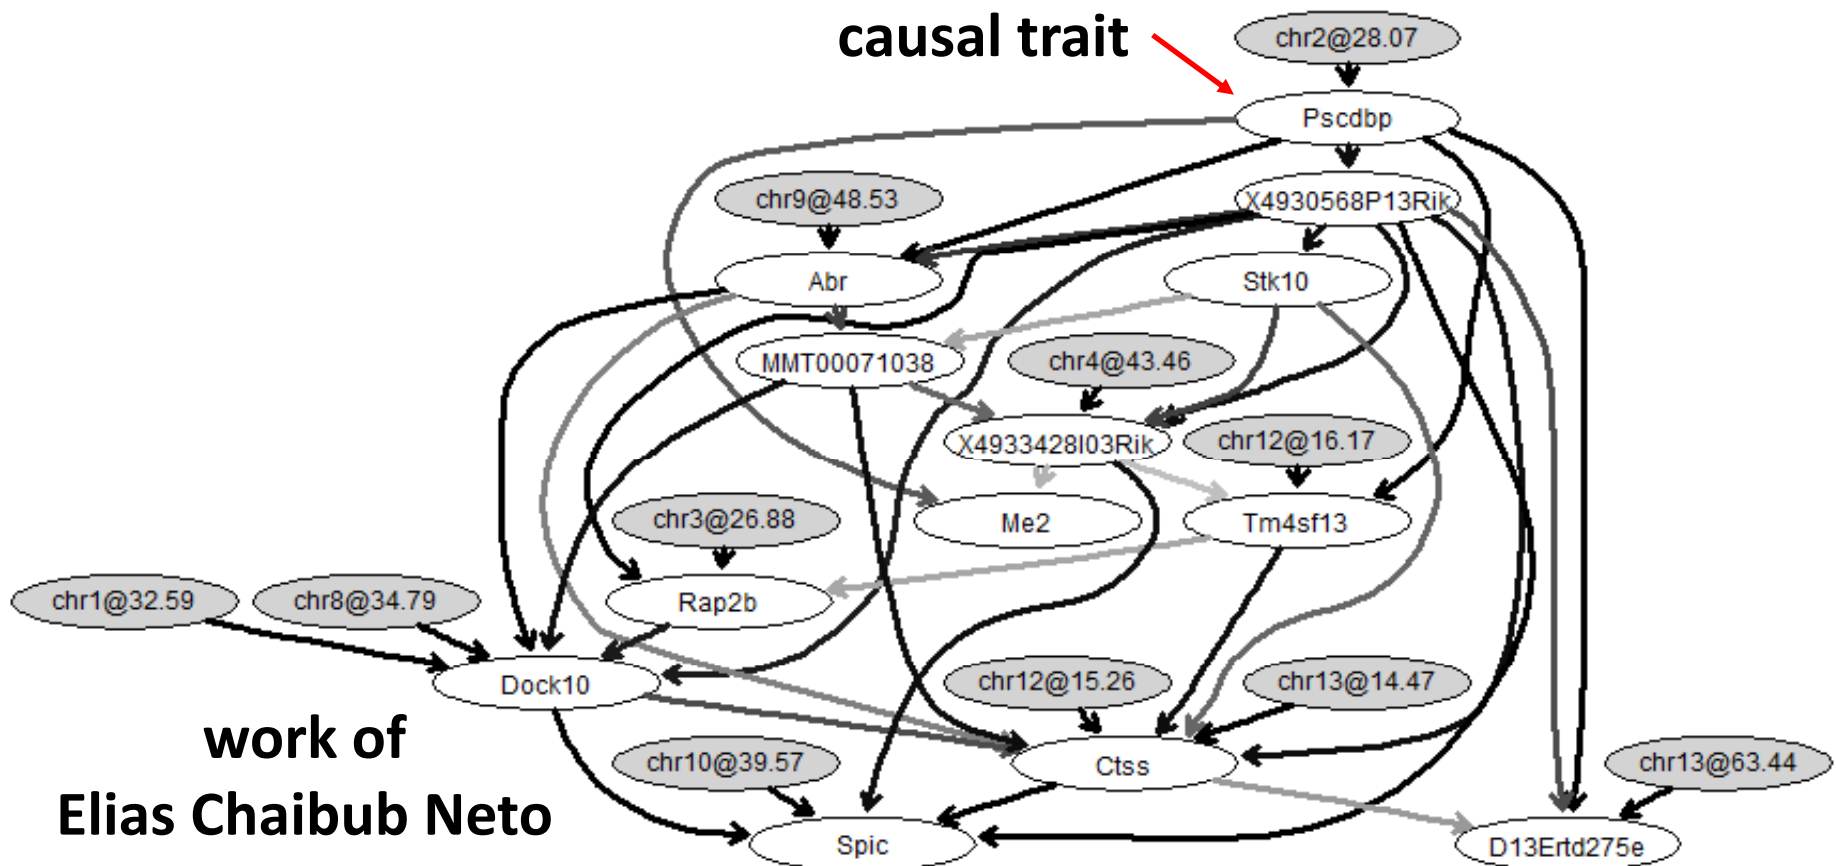 causal trait
chr2@28.07
Pscdbp
chr9@48.53
X4930568P13Rik
Abr
Stk10
MMT00071038
chr4@43.46
X4933428I03Rik
chr12@16.17
chr3@26.88
Me2
Tm4sf13
chr1@32.59
chr8@34.79
Rap2b
Dock10
chr12@15.26
chr13@14.47
work of
Elias Chaibub Neto
chr10@39.57
Ctss
chr13@63.44
Spic
D13Ertd275e